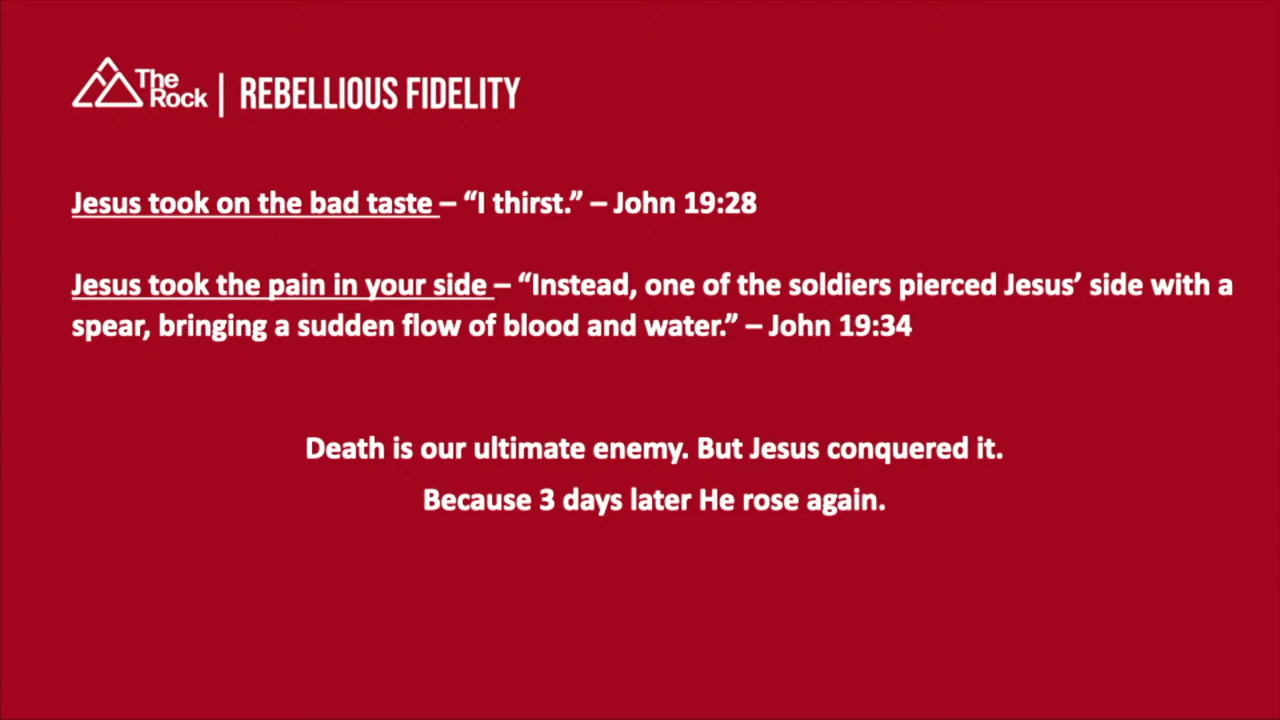 The Rock | REBELLIOUS FIDELITY
Jesus took on the bad taste – “I thirst.” – John 19:28
Jesus took the pain in your side – “Instead, one of the soldiers pierced Jesus’ side with a
spear, bringing a sudden flow of blood and water.” – John 19:34
Death is our ultimate enemy. But Jesus conquered it.
Because 3 days later He rose again.